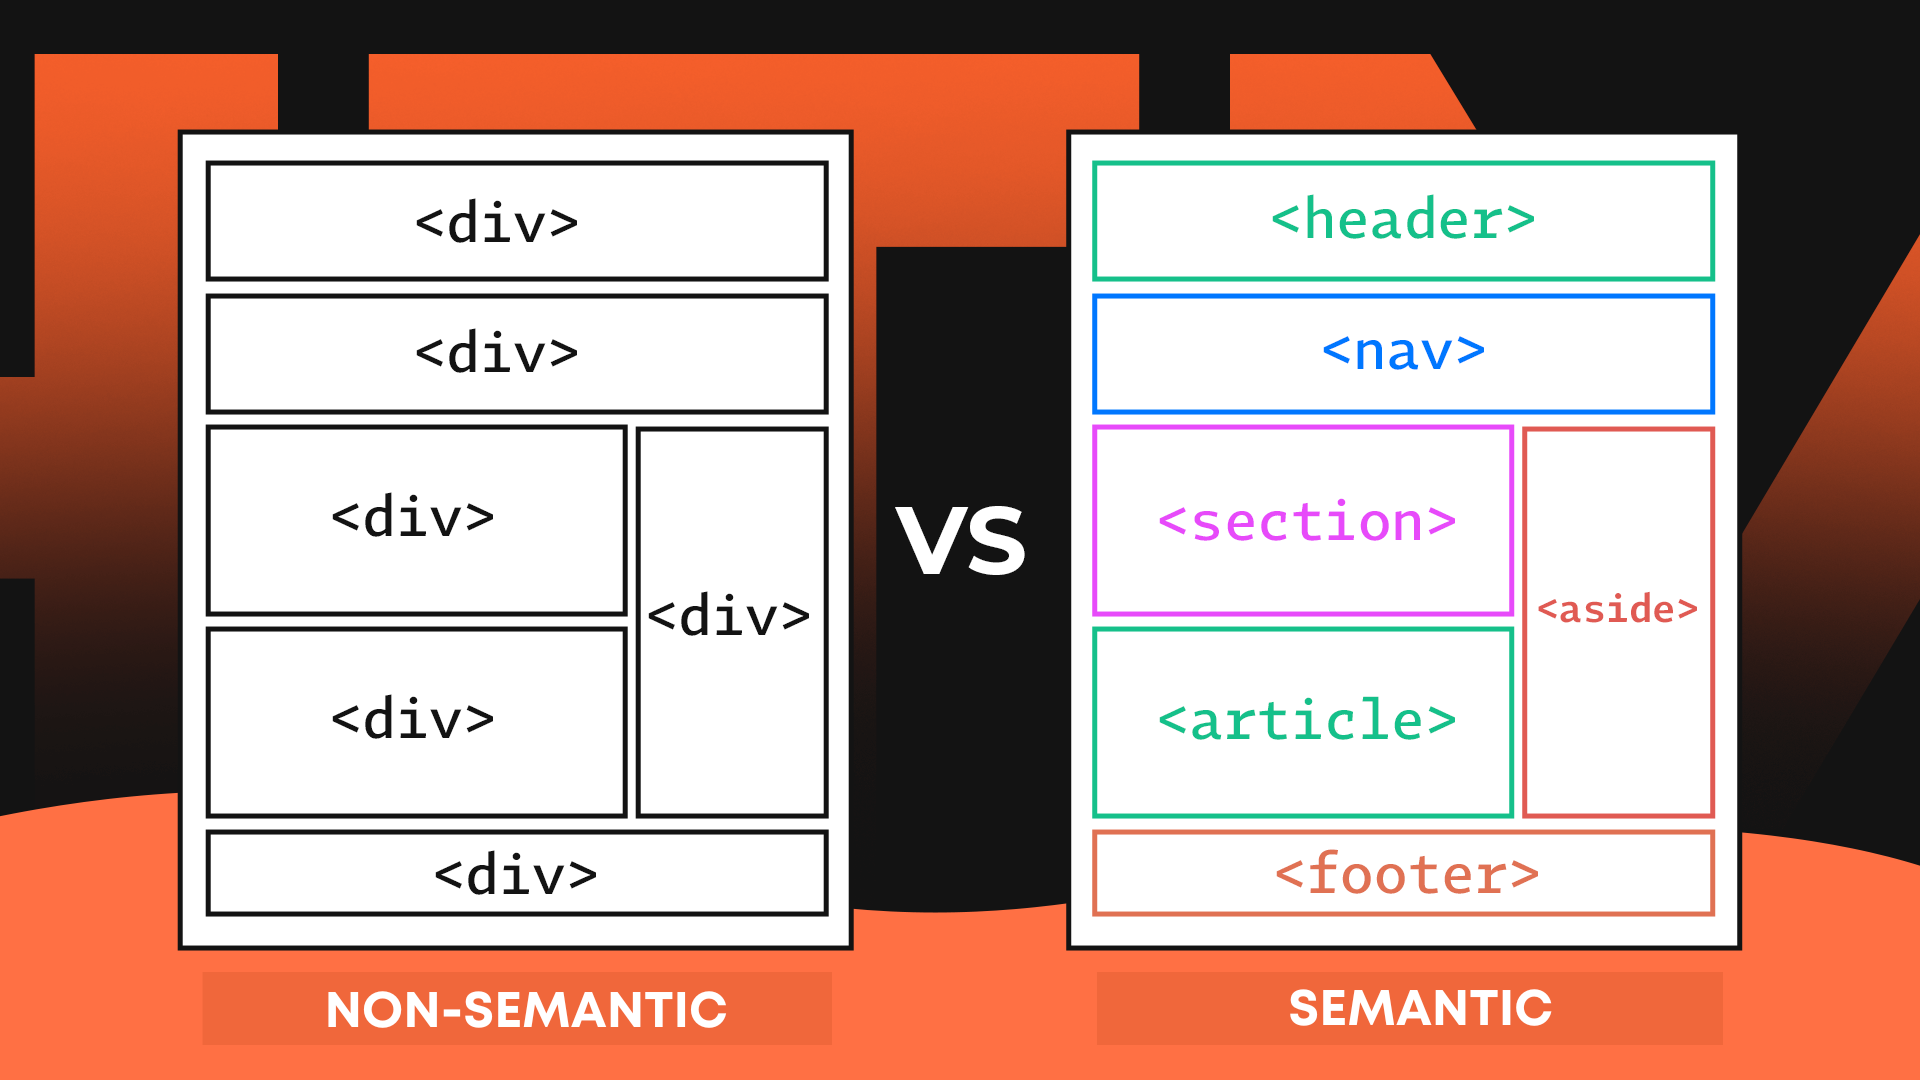 <div>
<div>
<div>
<div>
<div>
<div>
NON-SEMANTIC
VS
<header>
<nav>
<section>
<aside>
<article>
<footer>
SEMANTIC